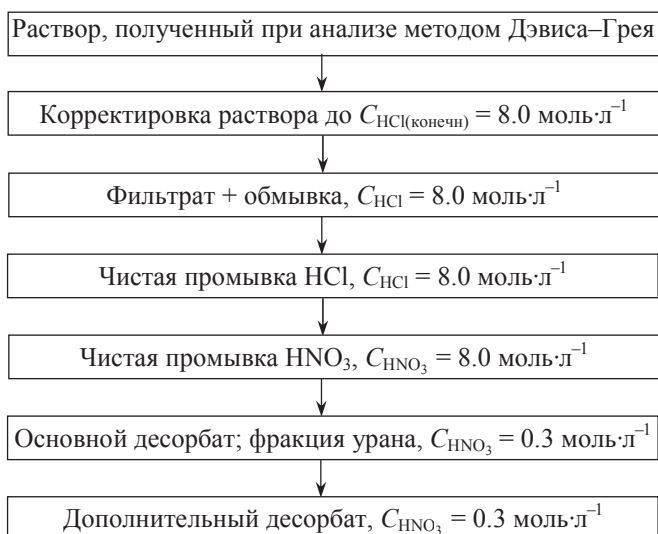 Раствор, полученный при анализе методом Дэвиса–Грея
Корректировка раствора до C_HCl(конечн) = 8.0 моль·л⁻¹
Фильтрат + обмывка, C_HCl = 8.0 моль·л⁻¹
Чистая промывка HCl, C_HCl = 8.0 моль·л⁻¹
Чистая промывка HNO₃, C_HNO₃ = 8.0 моль·л⁻¹
Основной десорбат; фракция урана, C_HNO₃ = 0.3 моль·л⁻¹
Дополнительный десорбат, C_HNO₃ = 0.3 моль·л⁻¹